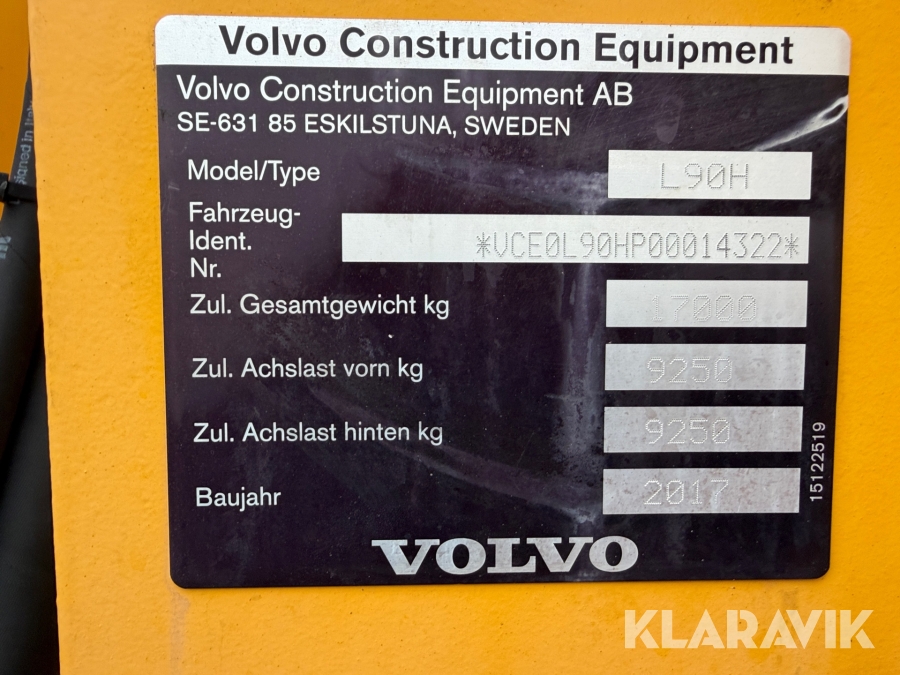 Volvo Construction Equipment
Volvo Construction Equipment AB
SE-631 85 ESKILSTUNA, SWEDEN
Model/Type L90H
Fahrzeug-
Ident. *VCE0L90HP00014322*
Nr.
Zul. Gesamtgewicht kg 17000
Zul. Achslast vorn kg 9250
Zul. Achslast hinten kg 9250
Baujahr 2017
15122519
VOLVO
KLARAVIK